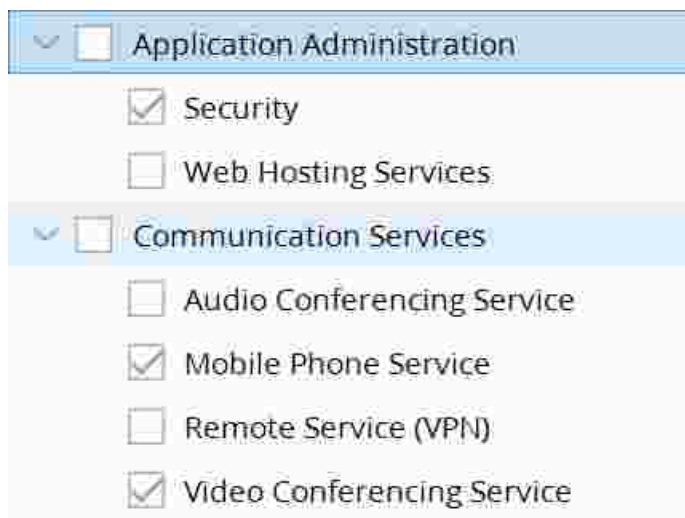 Application Administration
Security
Web Hosting Services
Communication Services
Audio Conferencing Service
Mobile Phone Service
Remote Service (VPN)
Video Conferencing Service